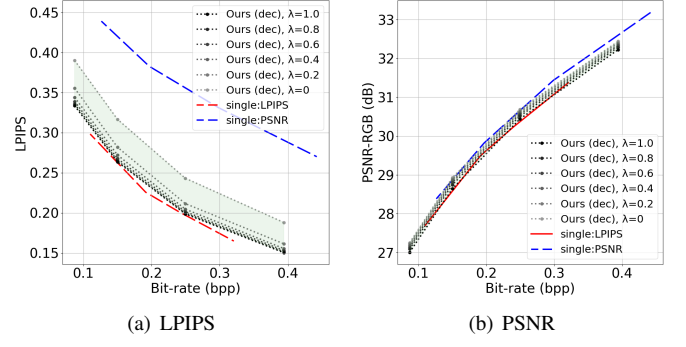 0.45
0.40
0.35
0.30
0.25
0.20
0.15
LPIPS
0.1
0.2
0.3
0.4
Bit-rate (bpp)
Ours (dec), λ=1.0
Ours (dec), λ=0.8
Ours (dec), λ=0.6
Ours (dec), λ=0.4
Ours (dec), λ=0.2
Ours (dec), λ=0
single:LPIPS
single:PSNR
(a) LPIPS
33
32
31
30
29
28
27
PSNR-RGB (dB)
0.1
0.2
0.3
0.4
Bit-rate (bpp)
Ours (dec), λ=1.0
Ours (dec), λ=0.8
Ours (dec), λ=0.6
Ours (dec), λ=0.4
Ours (dec), λ=0.2
Ours (dec), λ=0
single:LPIPS
single:PSNR
(b) PSNR